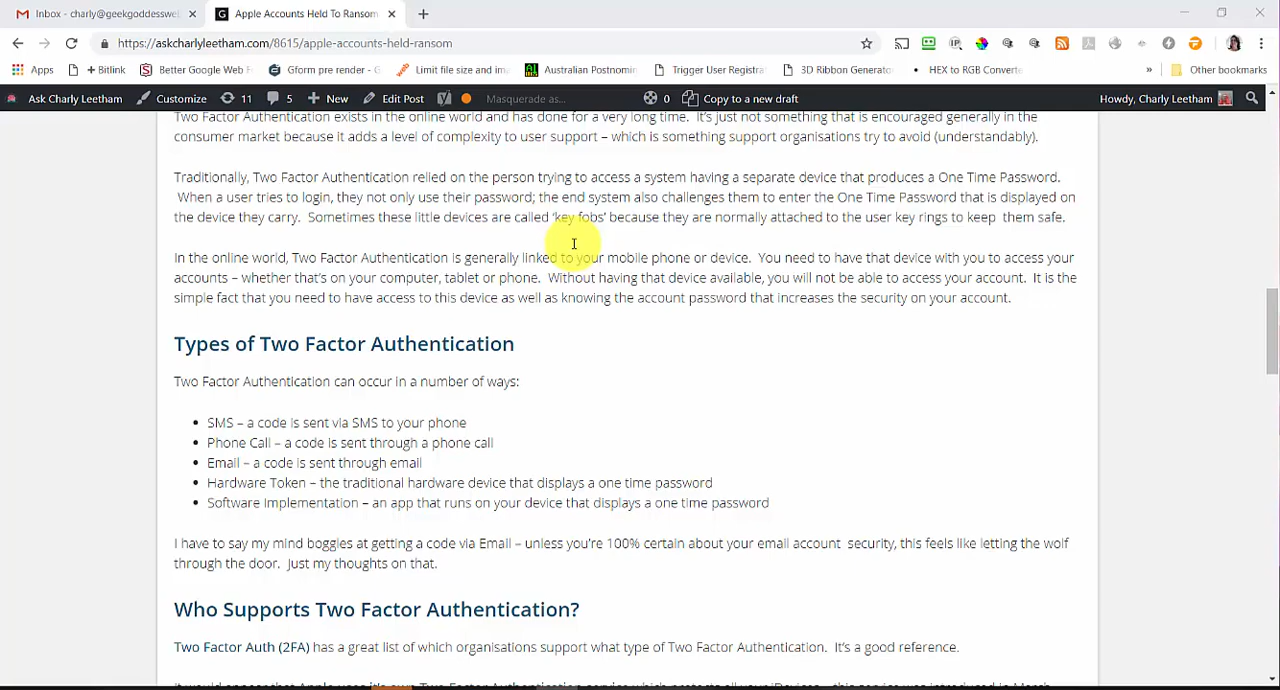 Inbox - charly@geekgoddesswe
Apple Accounts Held To Ransom
https://askcharlyleetham.com/8615/apple-accounts-held-ransom
Apps
+ Bitlink
Better Google Web F
Gform pre render - G
Limit file size and ima
Australian Postnomin
Trigger User Registra
3D Ribbon Generato
HEX to RGB Converte
»
Other bookmarks
Ask Charly Leetham
Customize
11
5
+ New
Edit Post
Masquerade as...
0
Copy to a new draft
Howdy, Charly Leetham
Two Factor Authentication exists in the online world and has done for a very long time. It's just not something that is encouraged generally in the
consumer market because it adds a level of complexity to user support – which is something support organisations try to avoid (understandably).
Traditionally, Two Factor Authentication relied on the person trying to access a system having a separate device that produces a One Time Password.
When a user tries to login, they not only use their password; the end system also challenges them to enter the One Time Password that is displayed on
the device they carry. Sometimes these little devices are called 'key fobs' because they are normally attached to the user key rings to keep them safe.
In the online world, Two Factor Authentication is generally linked to your mobile phone or device. You need to have that device with you to access your
accounts – whether that's on your computer, tablet or phone. Without having that device available, you will not be able to access your account. It is the
simple fact that you need to have access to this device as well as knowing the account password that increases the security on your account.
Types of Two Factor Authentication
Two Factor Authentication can occur in a number of ways:
• SMS – a code is sent via SMS to your phone
• Phone Call – a code is sent through a phone call
• Email – a code is sent through email
• Hardware Token – the traditional hardware device that displays a one time password
• Software Implementation – an app that runs on your device that displays a one time password
I have to say my mind boggles at getting a code via Email – unless you're 100% certain about your email account security, this feels like letting the wolf
through the door. Just my thoughts on that.
Who Supports Two Factor Authentication?
Two Factor Auth (2FA) has a great list of which organisations support what type of Two Factor Authentication. It's a good reference.